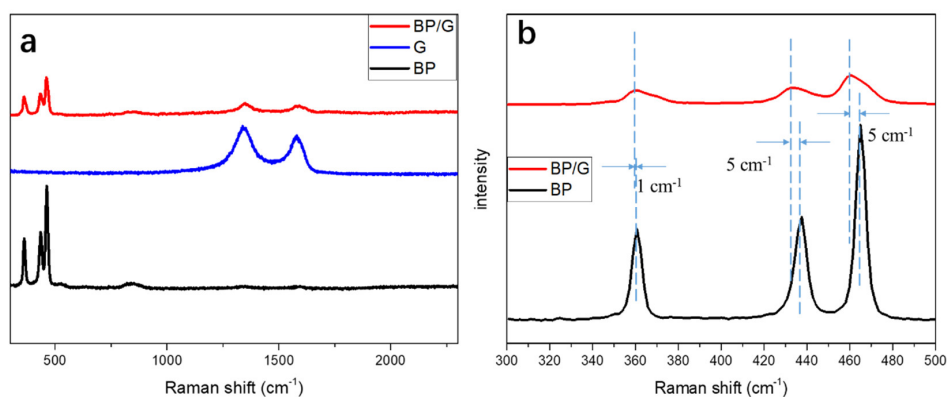 a
BP/G
G
BP
500
1000
1500
2000
Raman shift (cm⁻¹)
b
intensity
BP/G
BP
1 cm⁻¹
5 cm⁻¹
5 cm⁻¹
300
320
340
360
380
400
420
440
460
480
500
Raman shift (cm⁻¹)